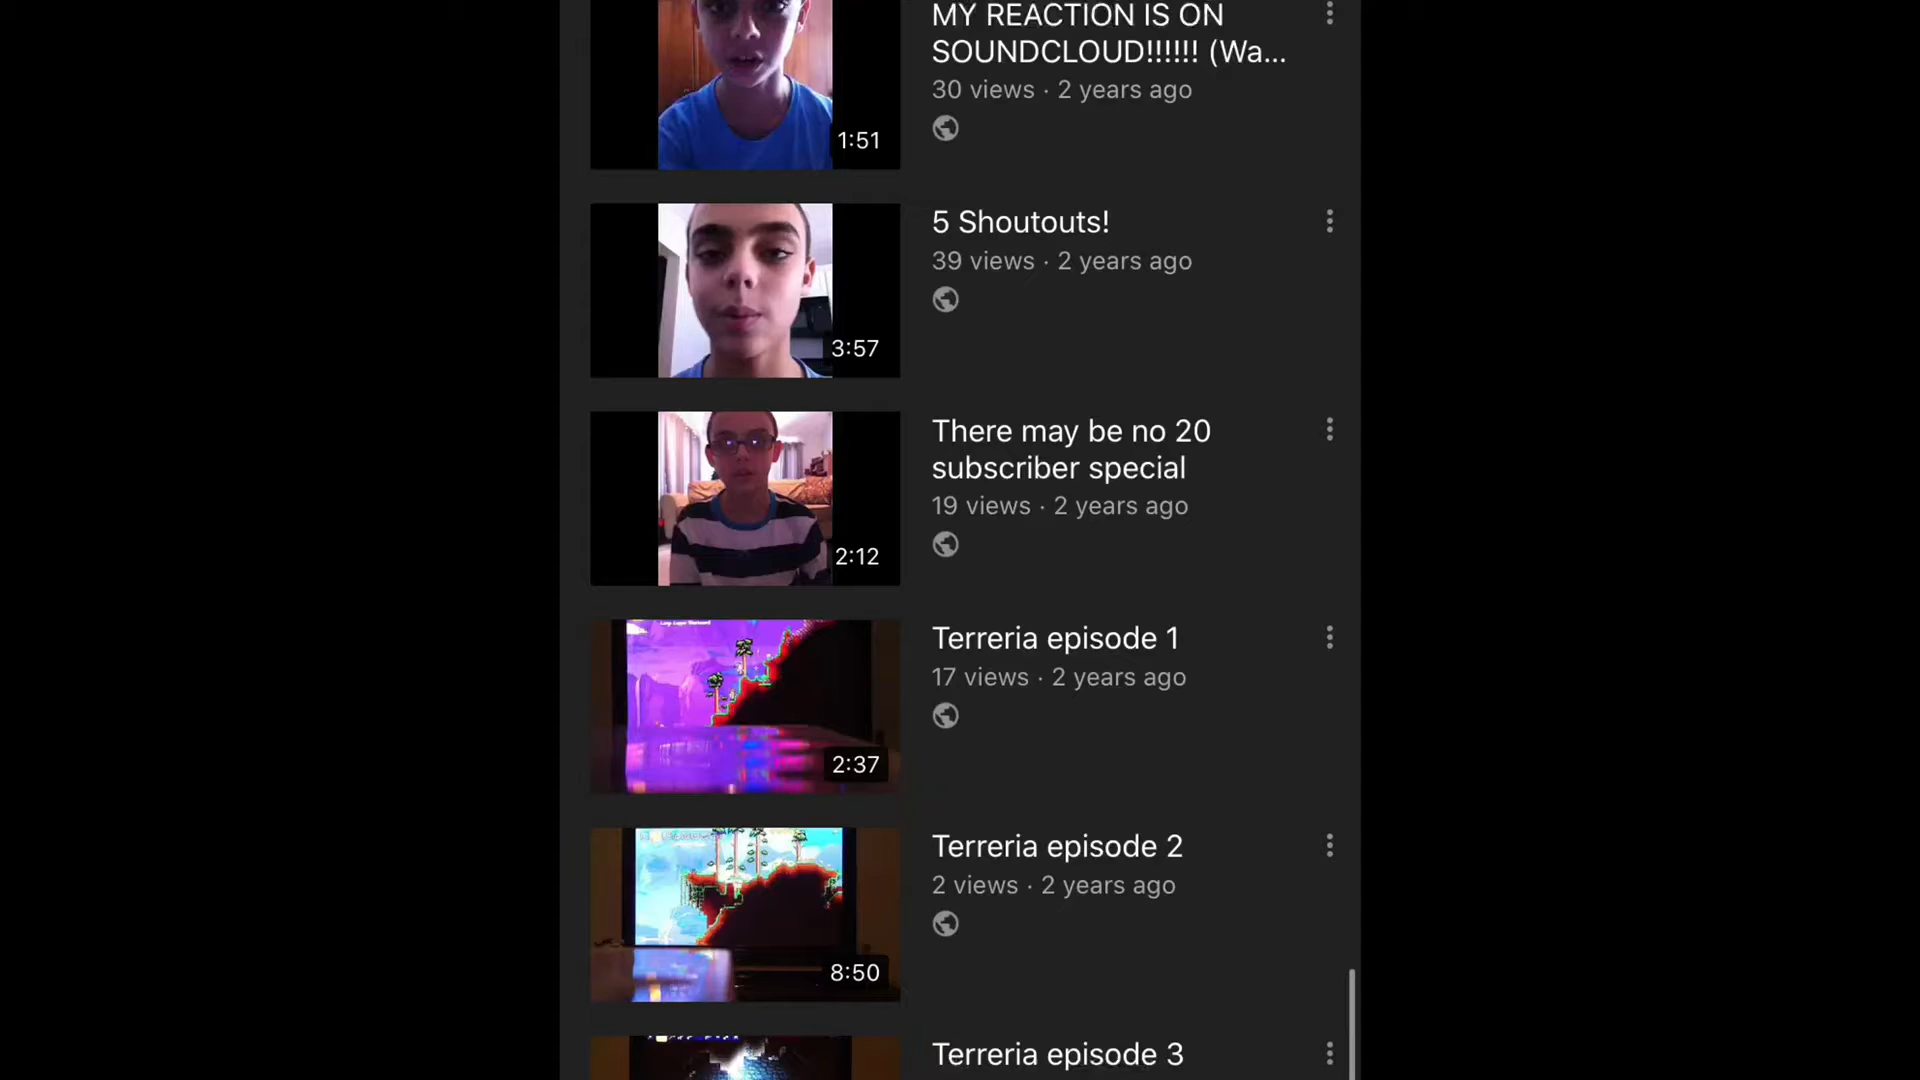 MY REACTION IS ON
SOUNDCLOUD!!!!!! (Wa...
30 views · 2 years ago
1:51
5 Shoutouts!
39 views · 2 years ago
3:57
There may be no 20
subscriber special
19 views · 2 years ago
2:12
Terreria episode 1
17 views · 2 years ago
2:37
Terreria episode 2
2 views · 2 years ago
8:50
Terreria episode 3